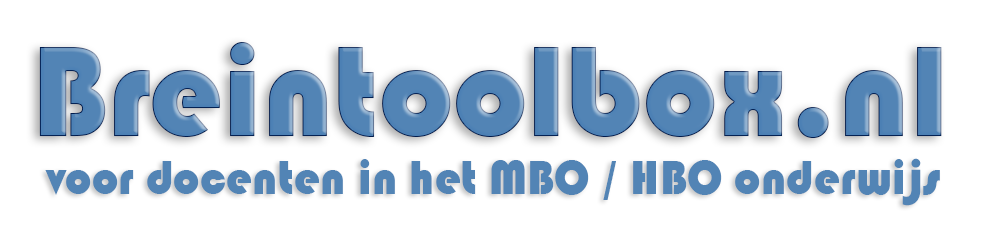 Breintoolbox.nl
voor docenten in het MBO / HBO onderwijs